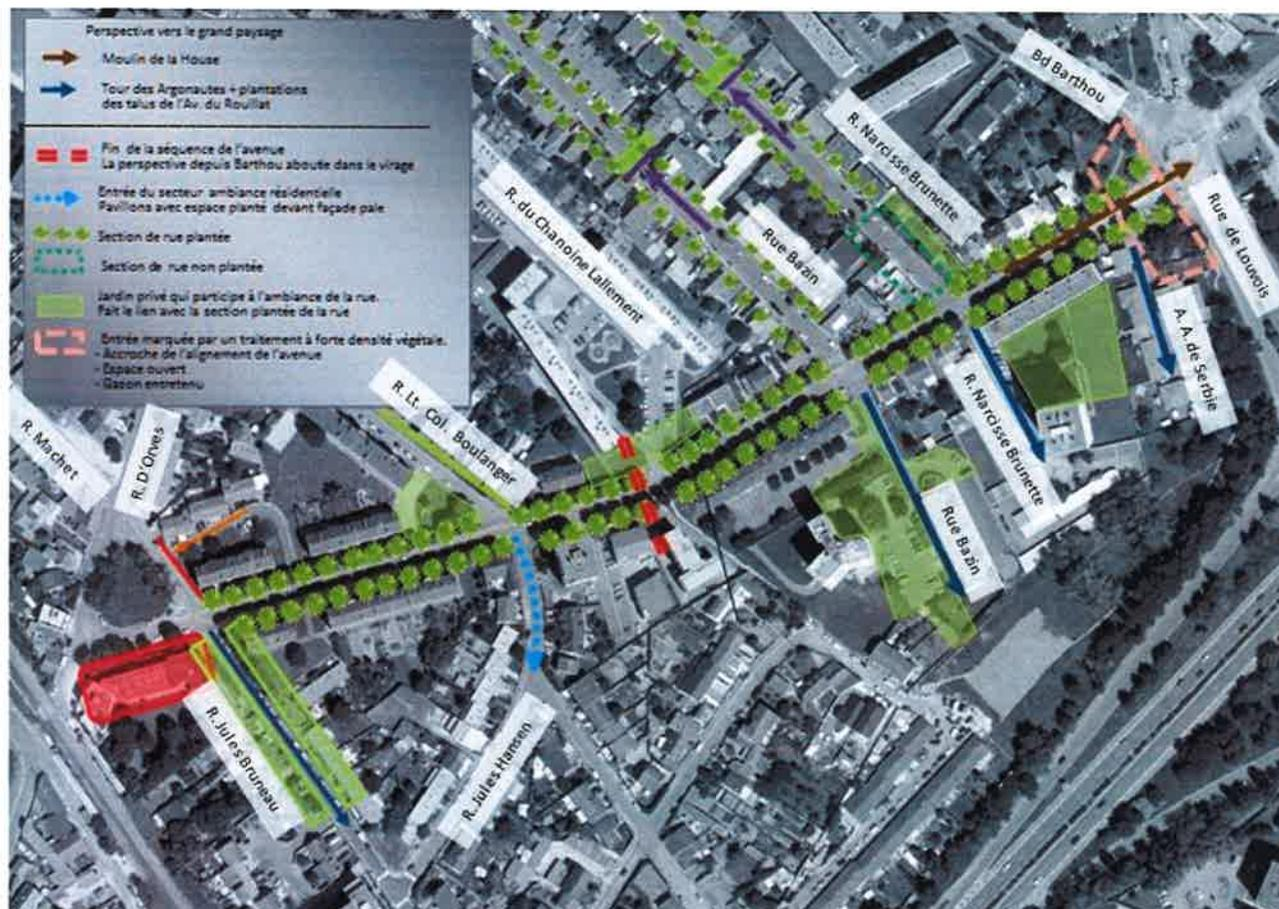 Perspective vers le grand paysage
Moulin de la House
Tour des Argonautes + plantations
des talus de l'Av. du Rouillat
Fin de la séquence de l'avenue
La perspective depuis Barthou aboute dans le virage
Entrée du secteur ambiance résidentielle
Pavillons avec espace planté devant façade pale
Section de rue plantée
Section de rue non plantée
Jardin privé qui participe à l'ambiance de la rue.
Fait le lien avec la section plantée de la rue
Entrée marquée par un traitement à forte densité végétale.
- Accroche de l'alignement de l'avenue
- Espace ouvert
- Gazon entretenu
Bd Barthou
R. Narcisse Brunette
R. du Chanoine Lallement
Rue Bazin
Rue de Louvois
A. A. de Serbie
R. Lt. Col. Boulanger
R. Narcisse Brunette
R. Machet
R. D'Orves
Rue Bazin
R. Jules Bruneau
R. Jules Hansen